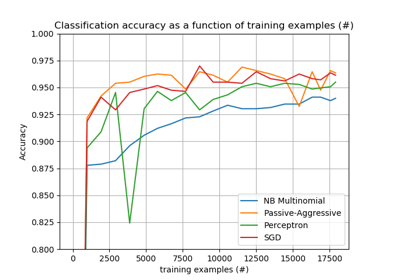 Classification accuracy as a function of training examples (#)
1.000
0.975
0.950
0.925
0.900
0.875
0.850
0.825
0.800
Accuracy
NB Multinomial
Passive-Aggressive
Perceptron
SGD
0 2500 5000 7500 10000 12500 15000 17500
training examples (#)